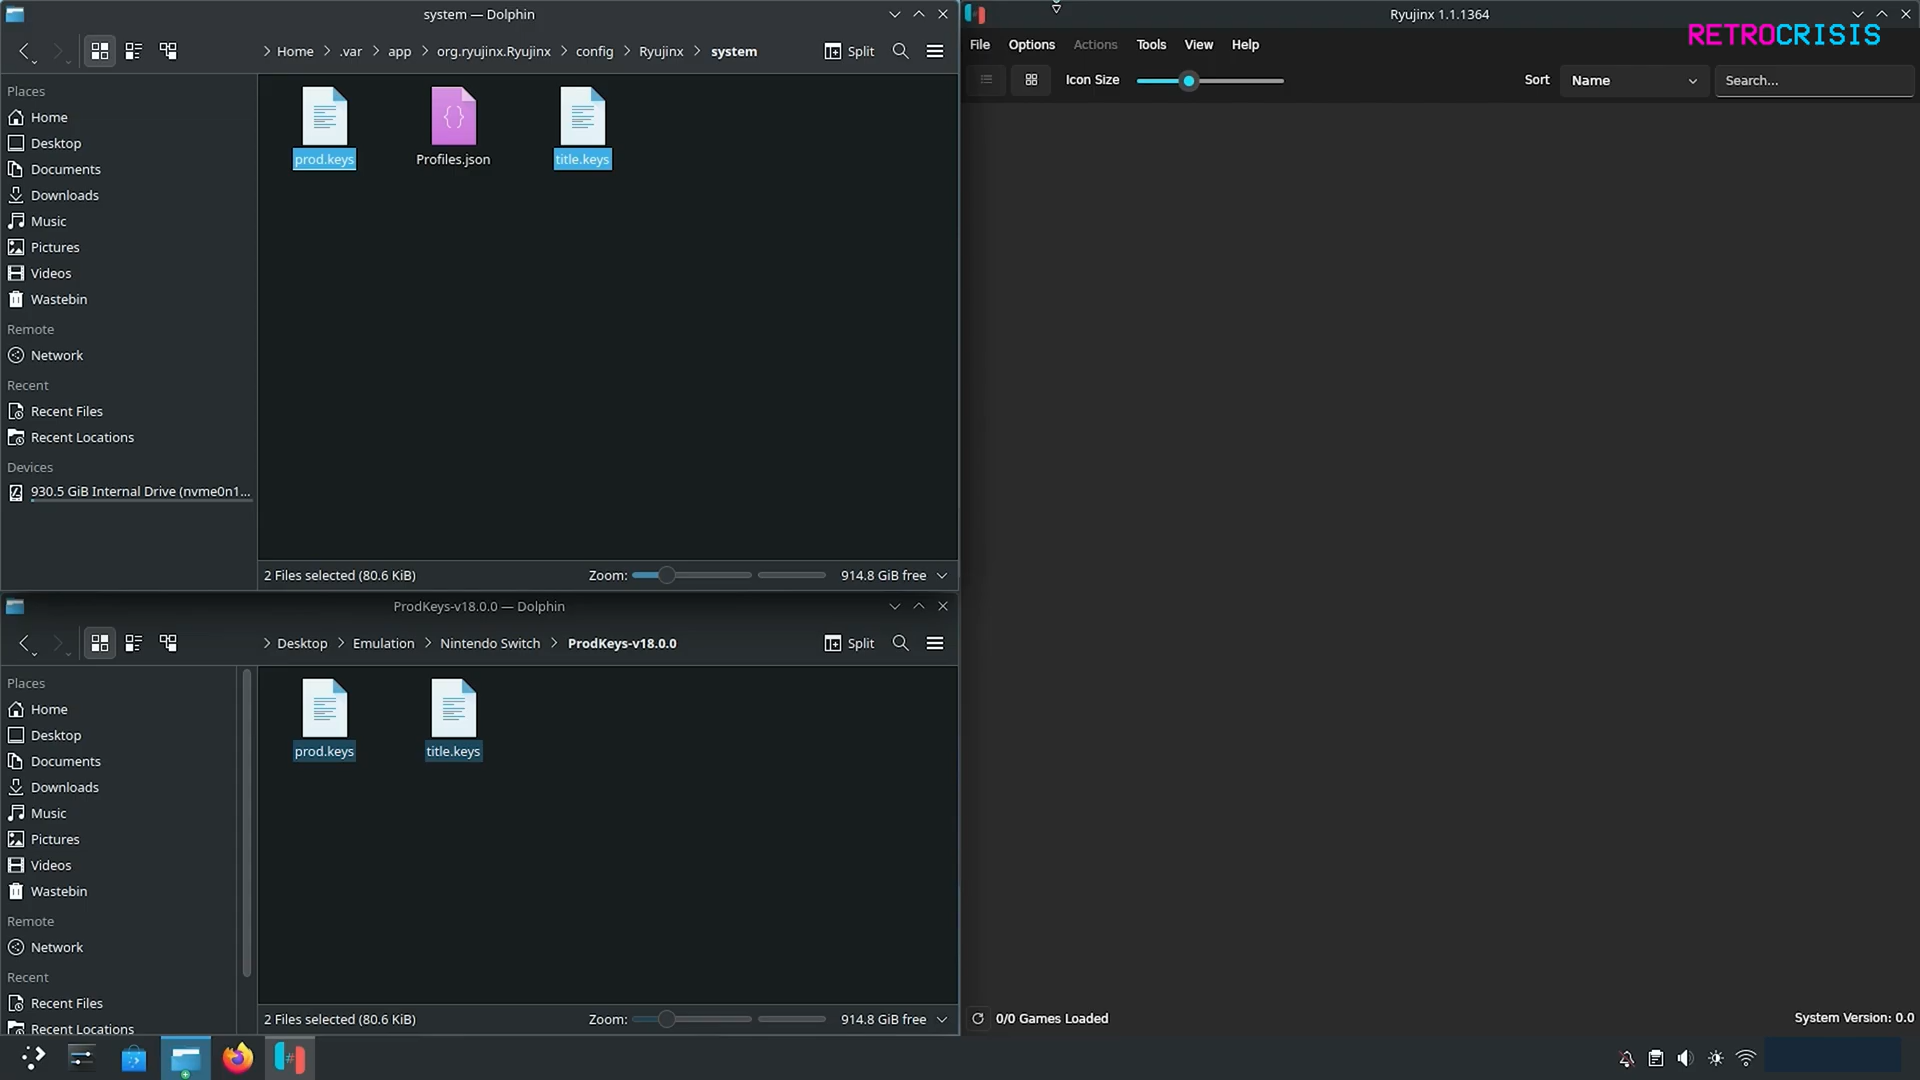 system — Dolphin
Home > .var > app > org.ryujinx.Ryujinx > config > Ryujinx > system
Split
Places
Home
Desktop
Documents
Downloads
Music
Pictures
Videos
Wastebin
Remote
Network
Recent
Recent Files
Recent Locations
Devices
930.5 GiB Internal Drive (nvme0n1...
prod.keys
Profiles.json
title.keys
2 Files selected (80.6 KiB)
Zoom:
914.8 GiB free
ProdKeys-v18.0.0 — Dolphin
Desktop > Emulation > Nintendo Switch > ProdKeys-v18.0.0
Split
Places
Home
Desktop
Documents
Downloads
Music
Pictures
Videos
Wastebin
Remote
Network
Recent
Recent Files
Recent Locations
prod.keys
title.keys
2 Files selected (80.6 KiB)
Zoom:
914.8 GiB free
Ryujinx 1.1.1364
RETROCRISIS
File Options Actions Tools View Help
Icon Size
Sort
Name
Search...
0/0 Games Loaded
System Version: 0.0